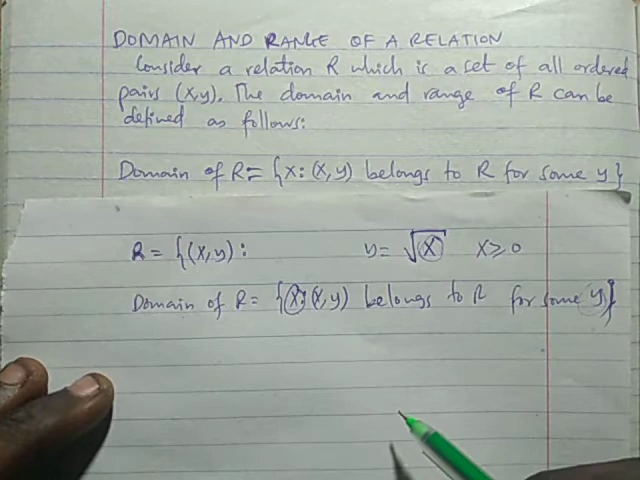 DOMAIN AND RANGE OF A RELATION
Consider a relation R which is a set of all ordered
pairs (x,y). The domain and range of R can be
defined as follows:
Domain of R = {x: (x,y) belongs to R for some y}
R = {(x,y): y = √x x ≥ 0
Domain of R = {x: (x,y) belongs to R for some y}